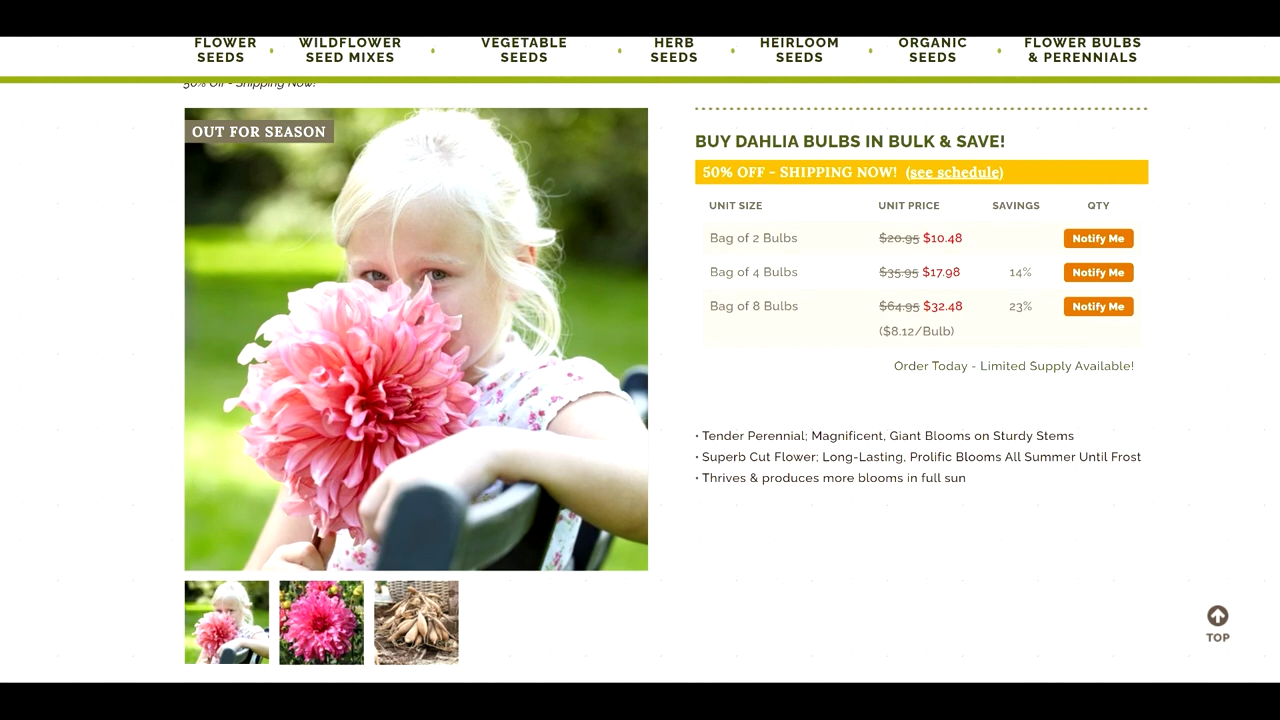 FLOWER SEEDS
WILDFLOWER SEED MIXES
VEGETABLE SEEDS
HERB SEEDS
HEIRLOOM SEEDS
ORGANIC SEEDS
FLOWER BULBS & PERENNIALS
50% Off - Shipping Now!
OUT FOR SEASON
BUY DAHLIA BULBS IN BULK & SAVE!
50% OFF - SHIPPING NOW! (see schedule)
UNIT SIZE UNIT PRICE SAVINGS QTY
Bag of 2 Bulbs $20.95 $10.48 Notify Me
Bag of 4 Bulbs $35.95 $17.98 14% Notify Me
Bag of 8 Bulbs $64.95 $32.48 23% Notify Me
($8.12/Bulb)
Order Today - Limited Supply Available!
• Tender Perennial; Magnificent, Giant Blooms on Sturdy Stems
• Superb Cut Flower; Long-Lasting, Prolific Blooms All Summer Until Frost
• Thrives & produces more blooms in full sun
TOP